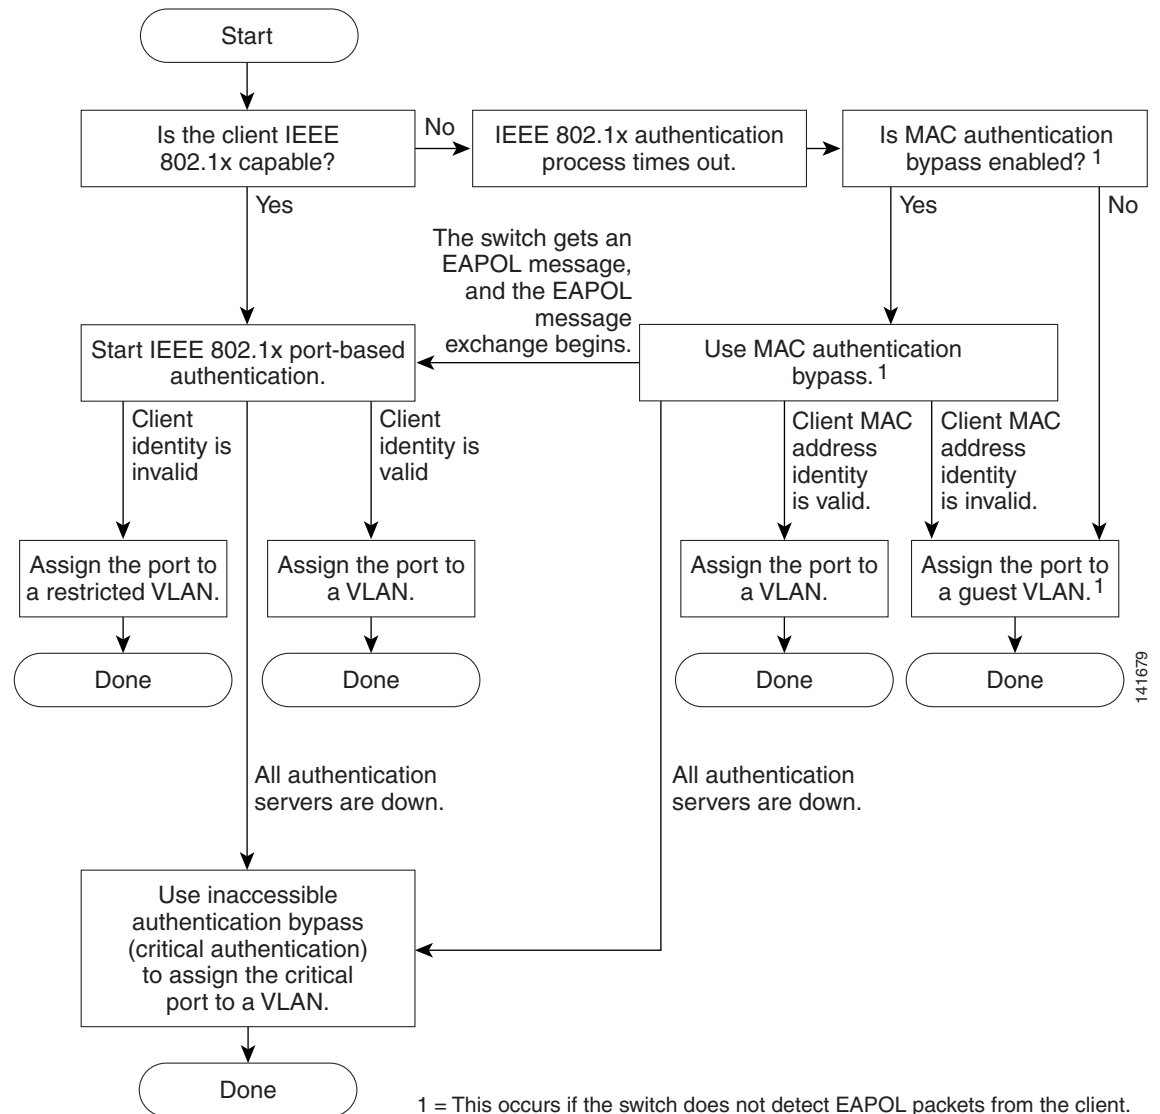 Start
Is the client IEEE
802.1x capable?
No
IEEE 802.1x authentication
process times out.
Is MAC authentication
bypass enabled? 1
Yes
Yes
No
The switch gets an
EAPOL message,
and the EAPOL
message
exchange begins.
Start IEEE 802.1x port-based
authentication.
Use MAC authentication
bypass. 1
Client
identity is
invalid
Client
identity is
valid
Client MAC
address
identity
is valid.
Client MAC
address
identity
is invalid.
Assign the port to
a restricted VLAN.
Assign the port to
a VLAN.
Assign the port to
a VLAN.
Assign the port to
a guest VLAN. 1
Done
Done
Done
Done
141679
All authentication
servers are down.
All authentication
servers are down.
Use inaccessible
authentication bypass
(critical authentication)
to assign the critical
port to a VLAN.
Done
1 = This occurs if the switch does not detect EAPOL packets from the client.